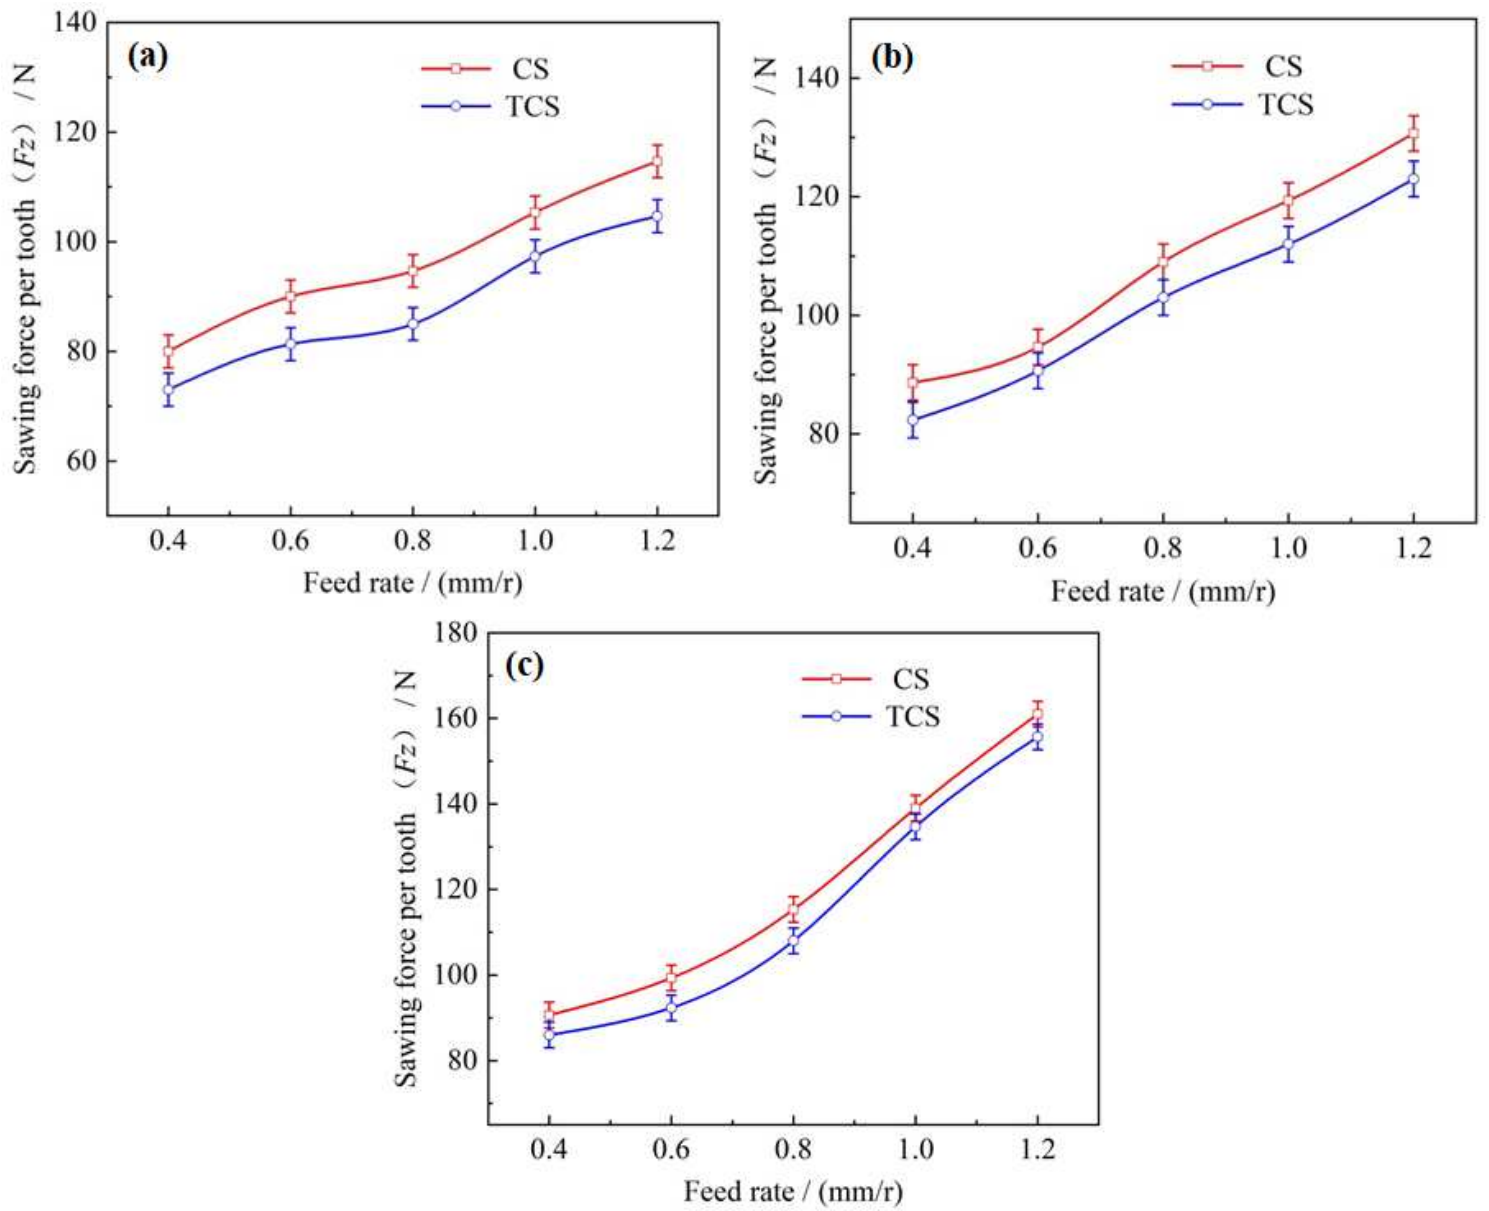 (a)
CS
TCS
140
120
100
80
60
Sawing force per tooth （Fz） / N
0.4 0.6 0.8 1.0 1.2
Feed rate / (mm/r)
(b)
CS
TCS
140
120
100
80
Sawing force per tooth （Fz） / N
0.4 0.6 0.8 1.0 1.2
Feed rate / (mm/r)
(c)
CS
TCS
180
160
140
120
100
80
Sawing force per tooth （Fz） / N
0.4 0.6 0.8 1.0 1.2
Feed rate / (mm/r)